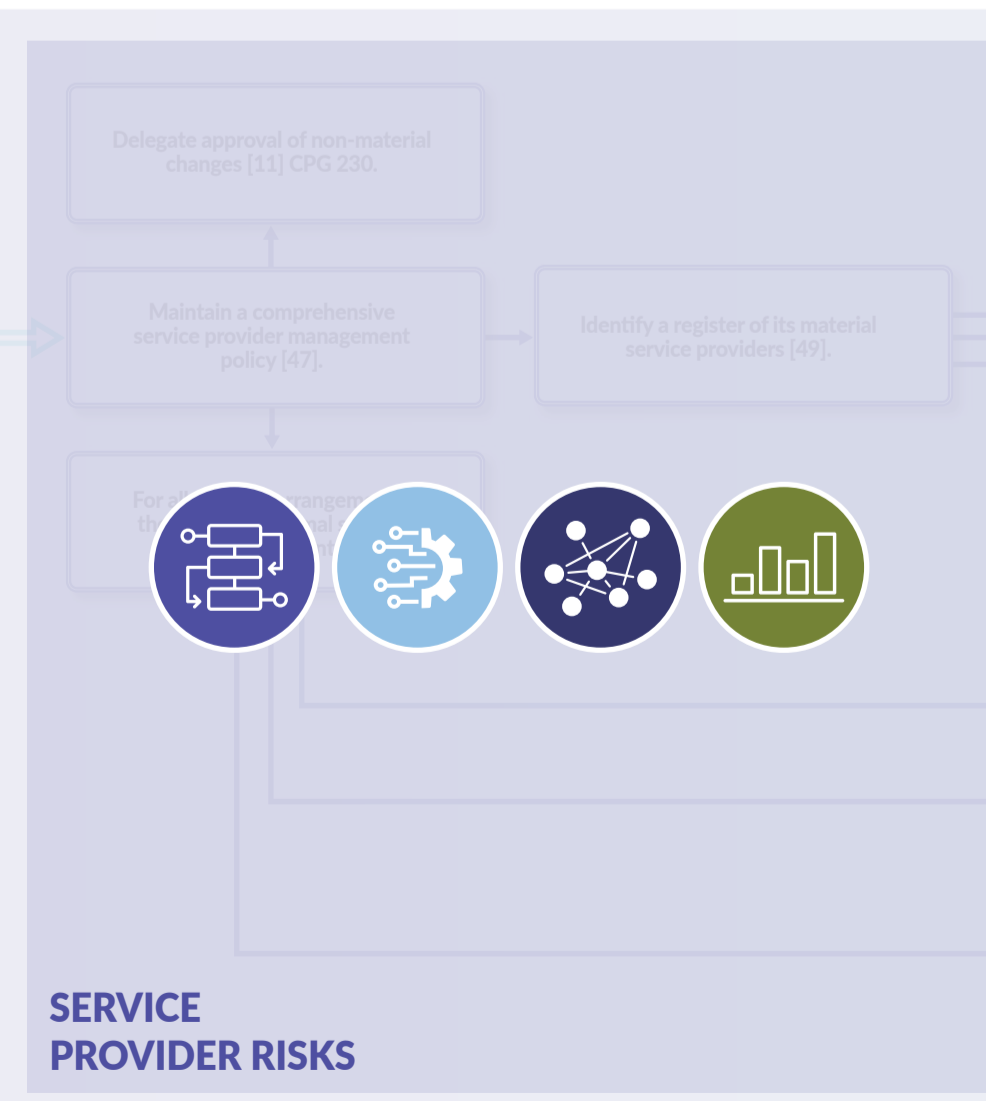 Delegate approval of non-material
changes [11] CPG 230.
Maintain a comprehensive
service provider management
policy [47].
Identify a register of its material
service providers [49].
For
SERVICE
PROVIDER RISKS